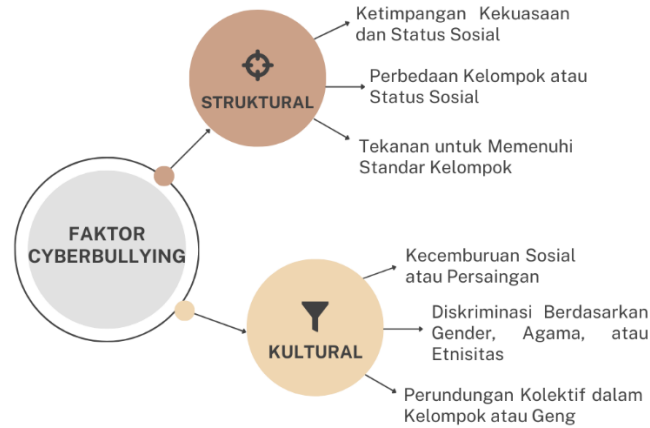 FAKTOR
CYBERBULLYING
STRUKTURAL
Ketimpangan Kekuasaan
dan Status Sosial
Perbedaan Kelompok atau
Status Sosial
Tekanan untuk Memenuhi
Standar Kelompok
KULTURAL
Kecemburuan Sosial
atau Persaingan
Diskriminasi Berdasarkan
Gender, Agama, atau
Etnisitas
Perundungan Kolektif dalam
Kelompok atau Geng